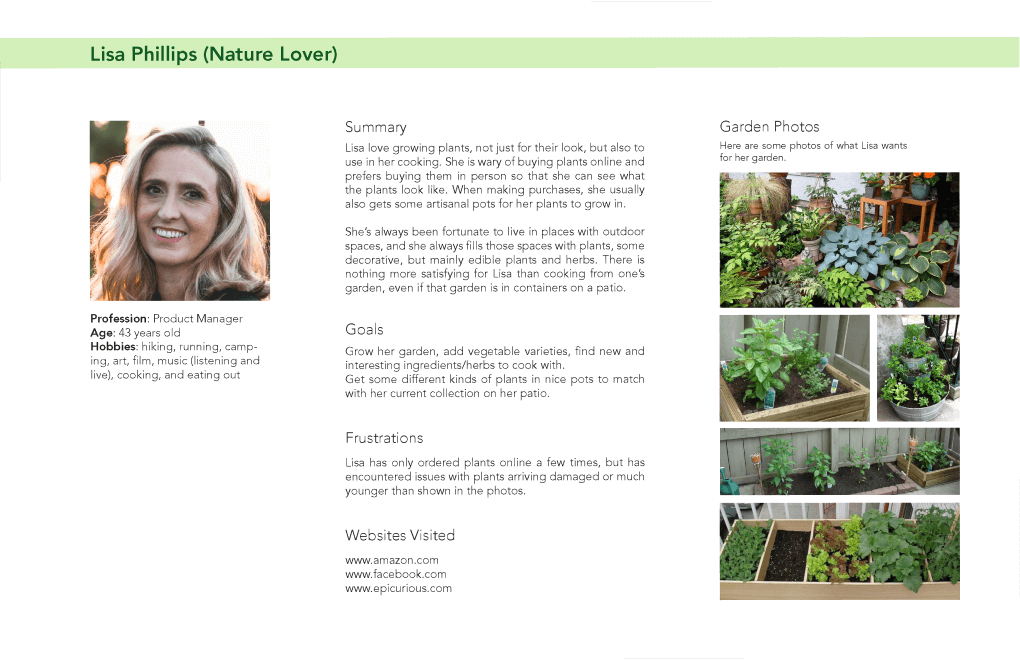 Lisa Phillips (Nature Lover)
Profession: Product Manager
Age: 43 years old
Hobbies: hiking, running, camp-
ing, art, film, music (listening and
live), cooking, and eating out
Summary
Lisa love growing plants, not just for their look, but also to
use in her cooking. She is wary of buying plants online and
prefers buying them in person so that she can see what
the plants look like. When making purchases, she usually
also gets some artisanal pots for her plants to grow in.
She's always been fortunate to live in places with outdoor
spaces, and she always fills those spaces with plants, some
decorative, but mainly edible plants and herbs. There is
nothing more satisfying for Lisa than cooking from one's
garden, even if that garden is in containers on a patio.
Goals
Grow her garden, add vegetable varieties, find new and
interesting ingredients/herbs to cook with.
Get some different kinds of plants in nice pots to match
with her current collection on her patio.
Frustrations
Lisa has only ordered plants online a few times, but has
encountered issues with plants arriving damaged or much
younger than shown in the photos.
Websites Visited
www.amazon.com
www.facebook.com
www.epicurious.com
Garden Photos
Here are some photos of what Lisa wants
for her garden.